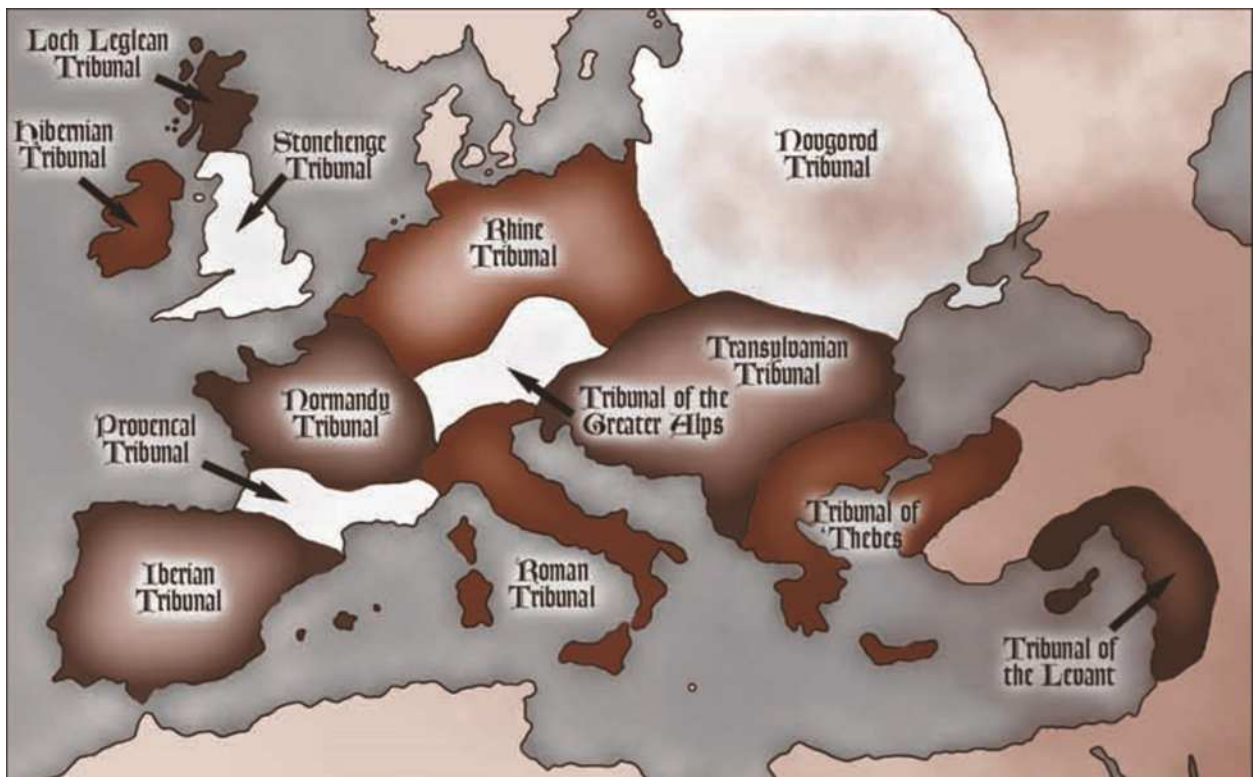 Loch Leglean
Tribunal
Hibernian
Tribunal
Stonehenge
Tribunal
Novgorod
Tribunal
Rhine
Tribunal
Transylvanian
Tribunal
Normandy
Tribunal
Tribunal of the
Greater Alps
Provencal
Tribunal
Tribunal of
Thebes
Iberian
Tribunal
Roman
Tribunal
Tribunal of
the Levant